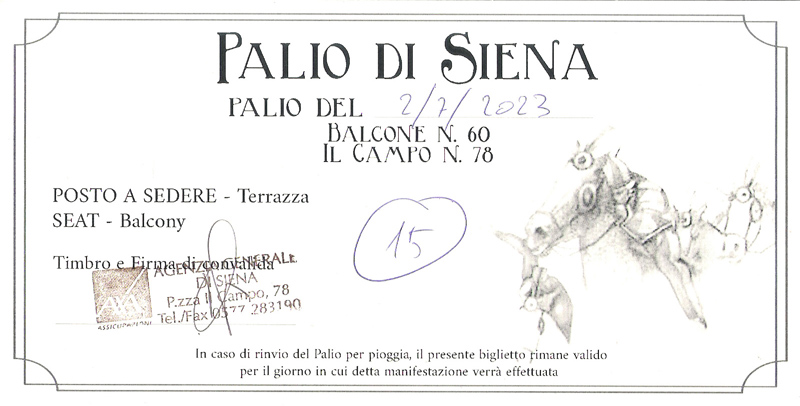 PALIO DI SIENA
PALIO DEL 2/7/2023
BALCONE N. 60
IL CAMPO N. 78
POSTO A SEDERE - Terrazza
SEAT - Balcony
15
Timbro e Firma di convalida
AXA
ASSICURAZIONI
AGENZIA GENERALE
DI SIENA
P.zza Il Campo, 78
Tel./Fax 0577 283190
In caso di rinvio del Palio per pioggia, il presente biglietto rimane valido
per il giorno in cui detta manifestazione verrà effettuata